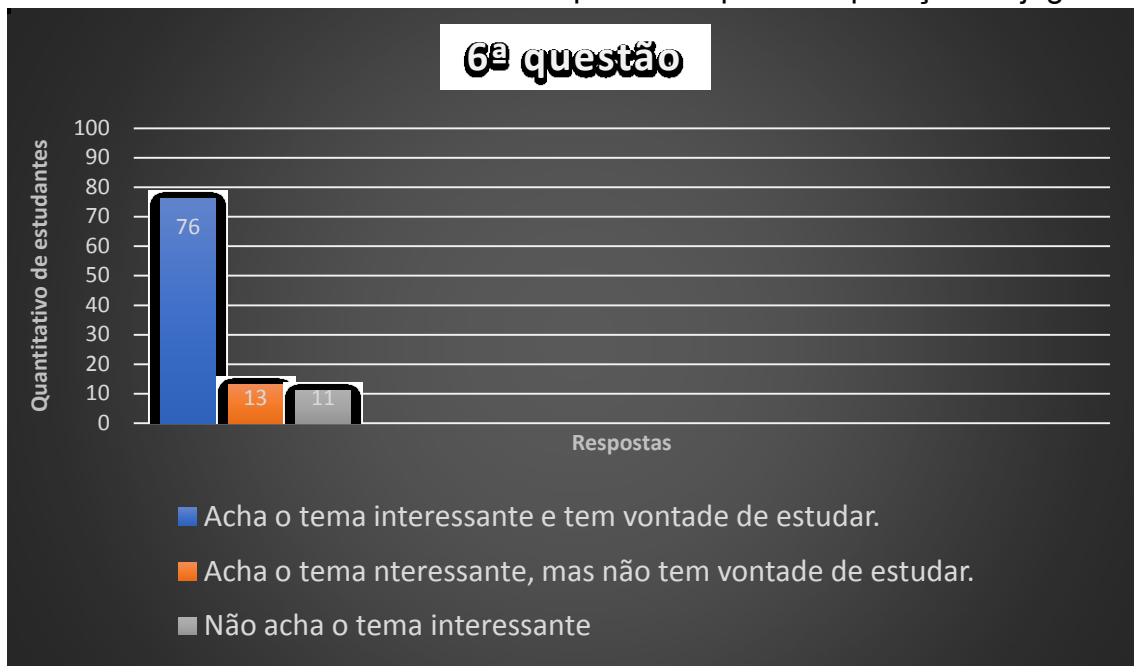 6ª questão
100
90
80
70
60
50
40
30
20
10
0
Quantitativo de estudantes
76
13
11
Respostas
Acha o tema interessante e tem vontade de estudar.
Acha o tema nteressante, mas não tem vontade de estudar.
Não acha o tema interessante